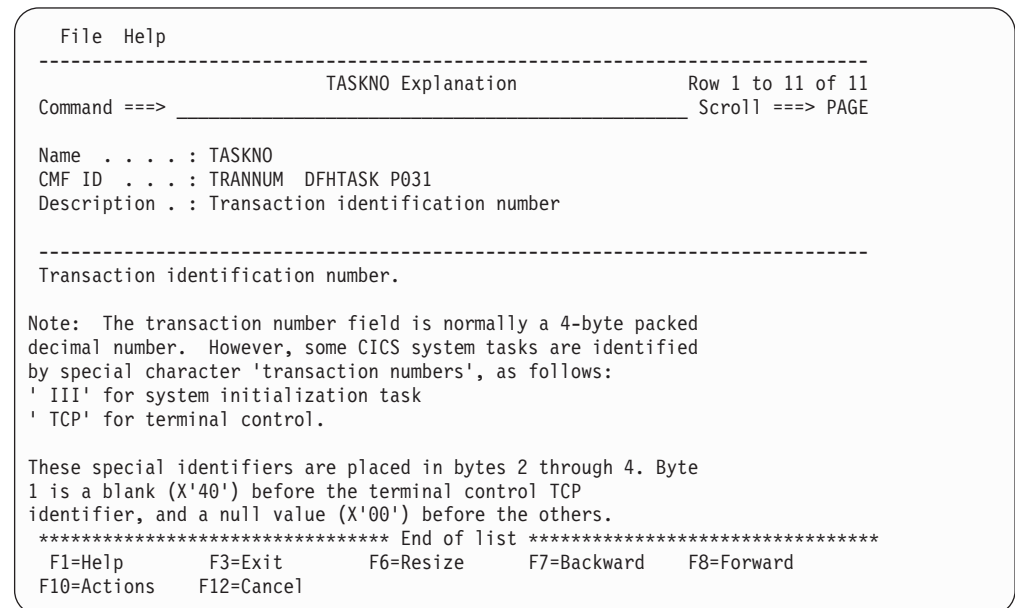 File  Help
------------------------------------------------------------------------------
TASKNO Explanation                Row 1 to 11 of 11
Command ===> ________________________________________________ Scroll ===> PAGE
Name  . . . . : TASKNO
CMF ID  . . . : TRANNUM  DFHTASK P031
Description . : Transaction identification number
------------------------------------------------------------------------------
Transaction identification number.
Note:  The transaction number field is normally a 4-byte packed
decimal number.  However, some CICS system tasks are identified
by special character 'transaction numbers', as follows:
' III' for system initialization task
' TCP' for terminal control.
These special identifiers are placed in bytes 2 through 4. Byte
1 is a blank (X'40') before the terminal control TCP
identifier, and a null value (X'00') before the others.
********************************* End of list *********************************
F1=Help        F3=Exit        F6=Resize      F7=Backward    F8=Forward
F10=Actions    F12=Cancel